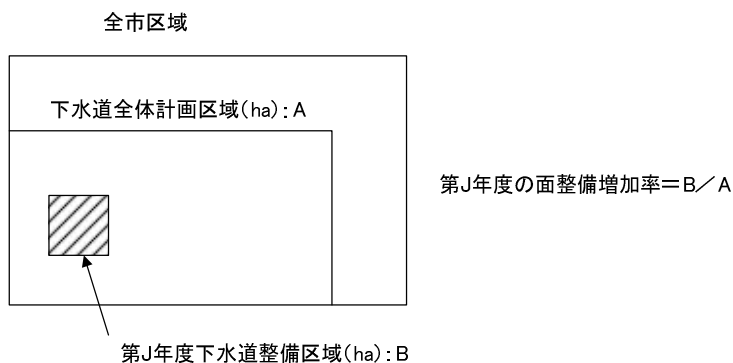 全市区域
下水道全体計画区域(ha):A
第J年度の面整備増加率=B/A
第J年度下水道整備区域(ha):B